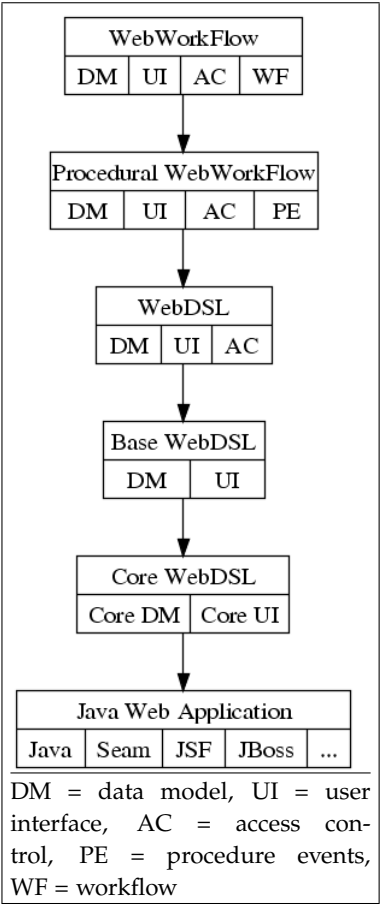 WebWorkFlow
DM UI AC WF
Procedural WebWorkFlow
DM UI AC PE
WebDSL
DM UI AC
Base WebDSL
DM UI
Core WebDSL
Core DM Core UI
Java Web Application
Java Seam JSF JBoss ...
DM = data model, UI = user
interface, AC = access con-
trol, PE = procedure events,
WF = workflow